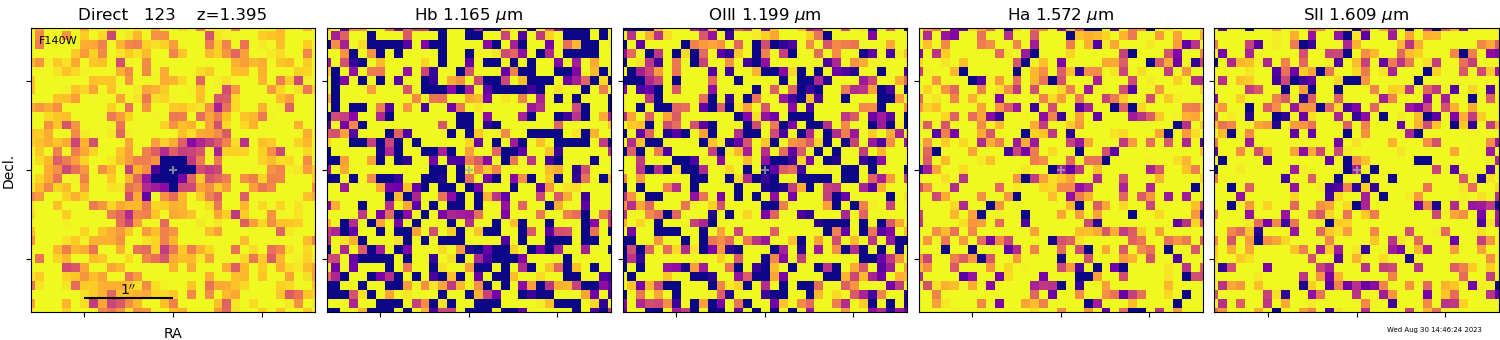 Direct 123 z=1.395
Hb 1.165 μm
OIII 1.199 μm
Ha 1.572 μm
SII 1.609 μm
F140W
Decl.
1″
RA
Wed Aug 30 14:46:24 2023